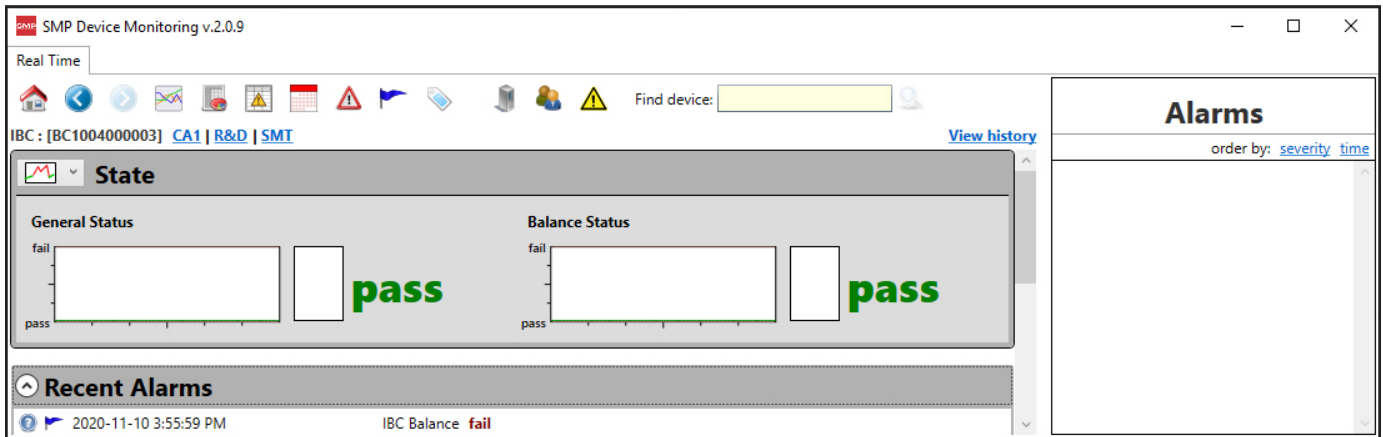 SMP SMP Device Monitoring v.2.0.9
Real Time
Find device:
IBC : [BC1004000003] CA1 | R&D | SMT View history
State
General Status
fail
pass
pass
Balance Status
fail
pass
pass
Recent Alarms
2020-11-10 3:55:59 PM IBC Balance fail
Alarms
order by: severity time